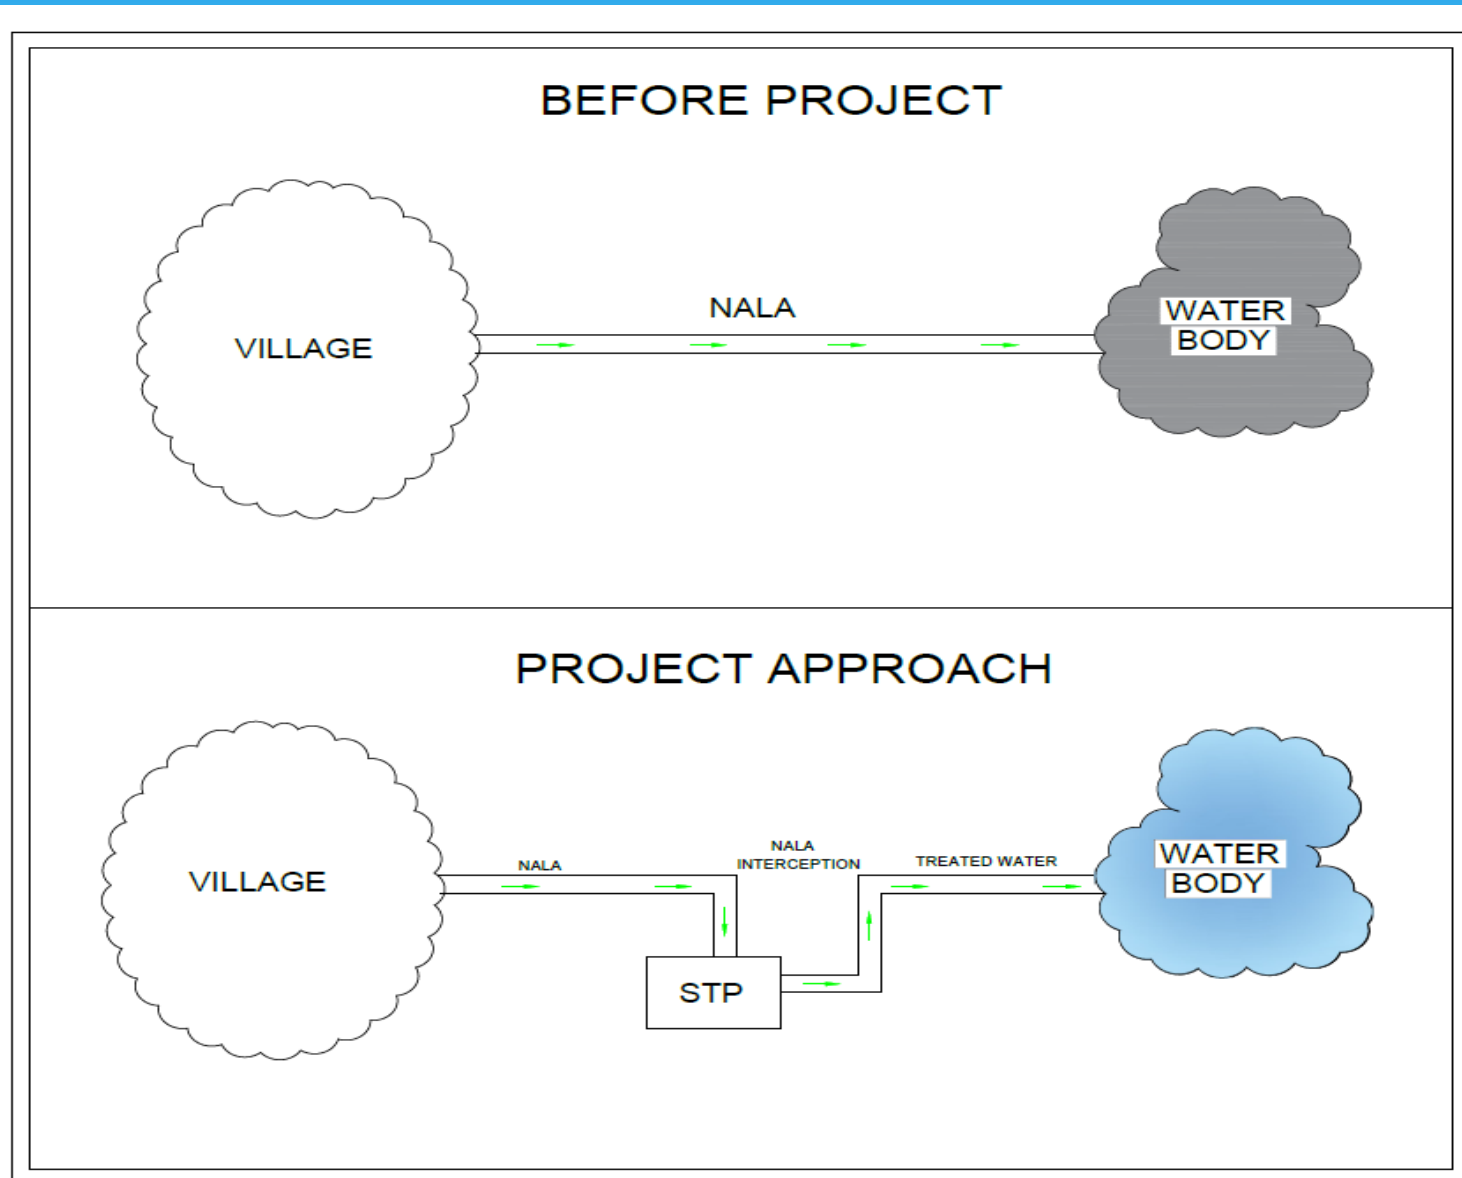 BEFORE PROJECT
NALA
VILLAGE
WATER
BODY
PROJECT APPROACH
NALA
NALA
INTERCEPTION
TREATED WATER
VILLAGE
WATER
BODY
STP